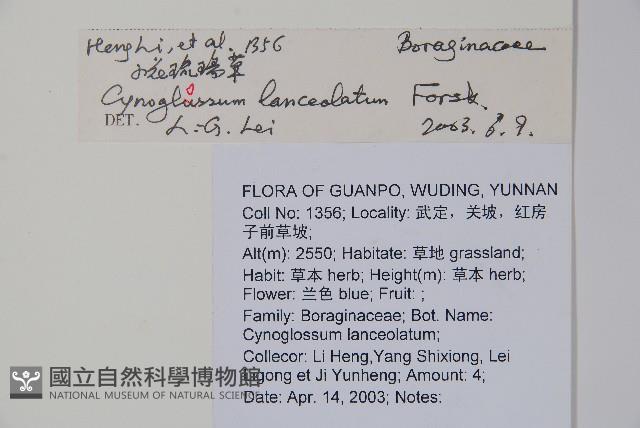 Heng Li, et al. 1356 Boraginaceae
小花琉璃草
Cynoglossum lanceolatum Forsk.
DET. L.-G. Lei 2003. 8. 9.
FLORA OF GUANPO, WUDING, YUNNAN
Coll No: 1356; Locality: 武定，关坡，红房
子前草坡;
Alt(m): 2550; Habitate: 草地 grassland;
Habit: 草本 herb; Height(m): 草本 herb;
Flower: 兰色 blue; Fruit: ;
Family: Boraginaceae; Bot. Name:
Cynoglossum lanceolatum;
Collecor: Li Heng,Yang Shixiong, Lei
et Ji Yunheng; Amount: 4;
Date: Apr. 14, 2003; Notes:
國立自然科學博物館
NATIONAL MUSEUM OF NATURAL SCIENCE